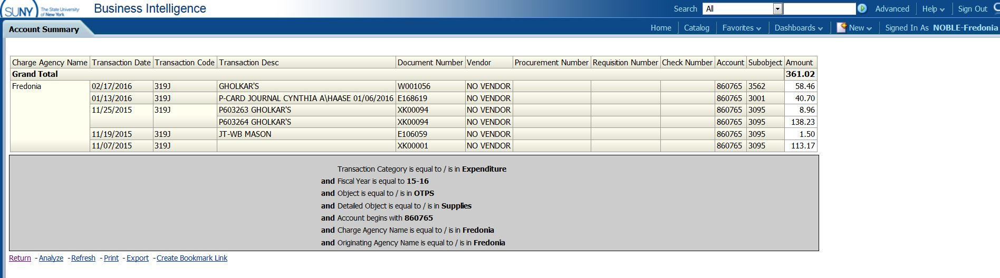 SUNY The State University of New York Business Intelligence Search All Advanced Help Sign Out
Account Summary Home Catalog Favorites Dashboards New Signed In As NOBLE-Fredonia
Charge Agency Name Transaction Date Transaction Code Transaction Desc Document Number Vendor Procurement Number Requisition Number Check Number Account Subobject Amount
Grand Total 361.02
Fredonia 02/17/2016 319J GHOLKAR'S W001056 NO VENDOR 860765 3562 58.46
01/13/2016 319J P-CARD JOURNAL CYNTHIA A\HAASE 01/06/2016 E168619 NO VENDOR 860765 3001 40.70
11/25/2015 319J P603263 GHOLKAR'S XK00094 NO VENDOR 860765 3095 8.96
P603264 GHOLKAR'S XK00094 NO VENDOR 860765 3095 138.23
11/19/2015 319J JT-WB MASON E106059 NO VENDOR 860765 3095 1.50
11/07/2015 319J XK00001 NO VENDOR 860765 3095 113.17
Transaction Category is equal to / is in Expenditure
and Fiscal Year is equal to 15-16
and Object is equal to / is in OTPS
and Detailed Object is equal to / is in Supplies
and Account begins with 860765
and Charge Agency Name is equal to / is in Fredonia
and Originating Agency Name is equal to / is in Fredonia
Return - Analyze - Refresh - Print - Export - Create Bookmark Link